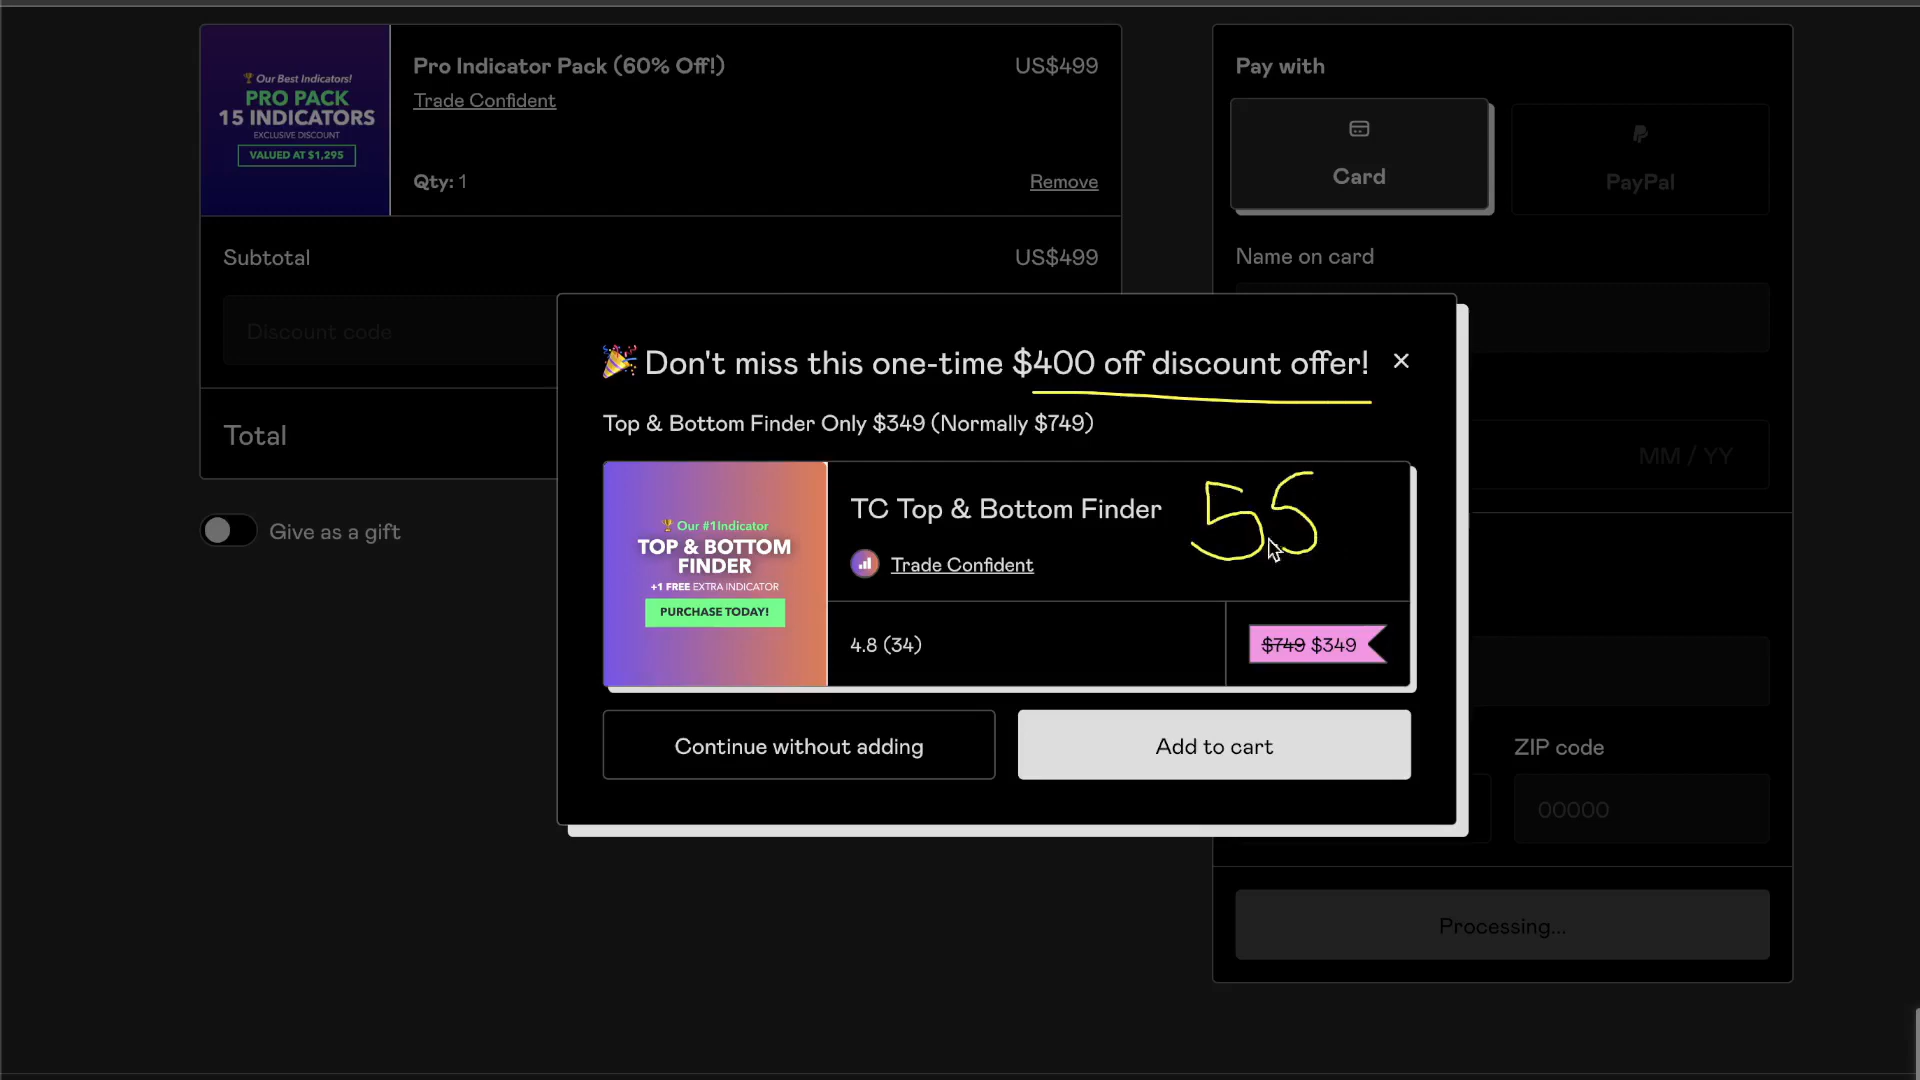 Our Best Indicators!
PRO PACK
15 INDICATORS
EXCLUSIVE DISCOUNT
VALUED AT $1,295
Pro Indicator Pack (60% Off!)
US$499
Trade Confident
Qty: 1
Remove
Subtotal
US$499
Discount code
Total
Give as a gift
Pay with
Card
PayPal
Name on card
MM / YY
ZIP code
00000
Processing...
🎉 Don't miss this one-time $400 off discount offer!
Top & Bottom Finder Only $349 (Normally $749)
Our #1 Indicator
TOP & BOTTOM
FINDER
+1 FREE EXTRA INDICATOR
PURCHASE TODAY!
TC Top & Bottom Finder
55
Trade Confident
4.8 (34)
$749 $349
Continue without adding
Add to cart